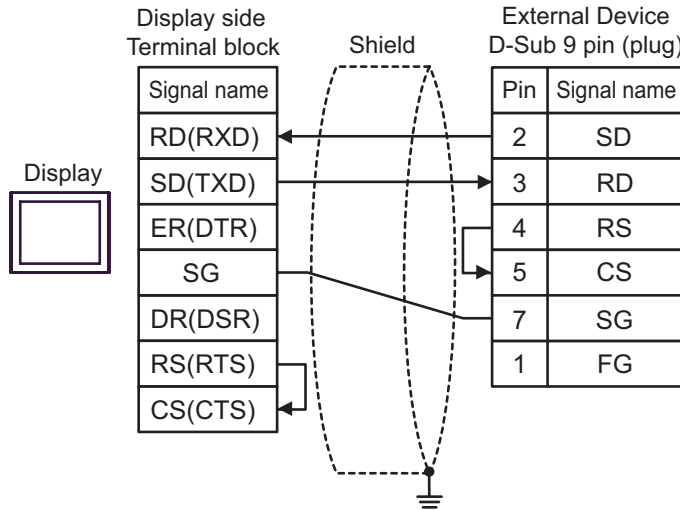 Display side
Terminal block
Shield
External Device
D-Sub 9 pin (plug)
Signal name
Pin Signal name
RD(RXD) 2 SD
Display
SD(TXD) 3 RD
ER(DTR) 4 RS
SG 5 CS
DR(DSR) 7 SG
RS(RTS) 1 FG
CS(CTS)